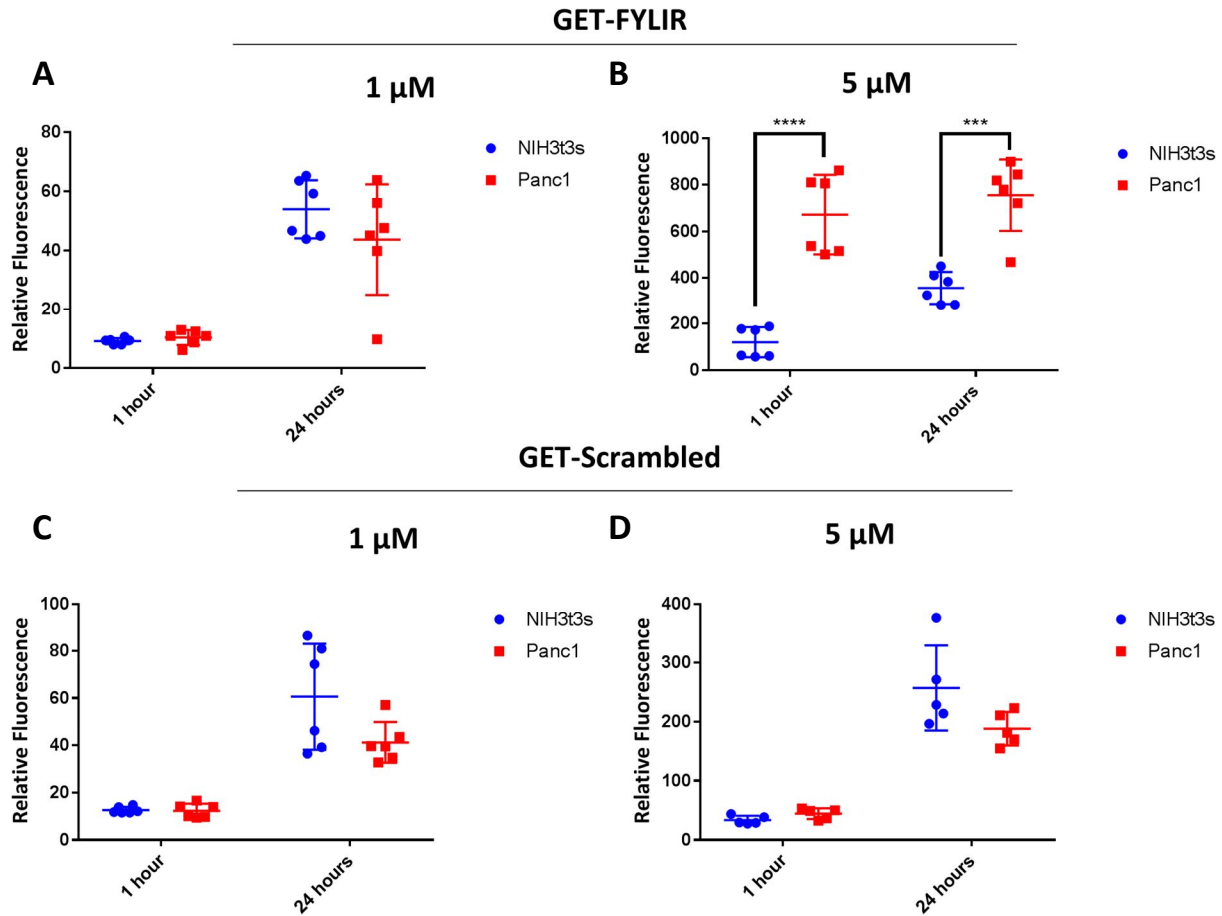 GET-FYLIR
A
1 µM
Relative Fluorescence
80
60
40
20
0
1 hour
24 hours
NIH3t3s
Panc1
B
5 µM
Relative Fluorescence
1000
800
600
400
200
0
****
***
1 hour
24 hours
NIH3t3s
Panc1
GET-Scrambled
C
1 µM
Relative Fluorescence
100
80
60
40
20
0
1 hour
24 hours
NIH3t3s
Panc1
D
5 µM
Relative Fluorescence
400
300
200
100
0
1 hour
24 hours
NIH3t3s
Panc1